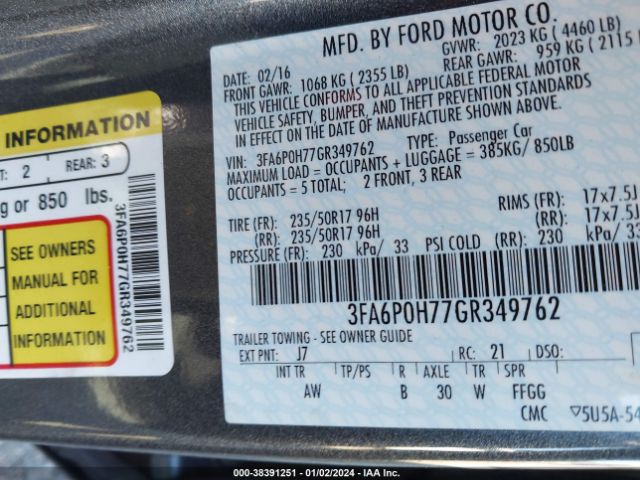 INFORMATION
T: 2 REAR: 3
g or 850 lbs.
SEE OWNERS
MANUAL FOR
ADDITIONAL
INFORMATION
3FA6P0H77GR349762
MFD. BY FORD MOTOR CO.
DATE: 02/16 GVWR: 2023 KG ( 4460 LB)
FRONT GAWR: 1068 KG ( 2355 LB) REAR GAWR: 959 KG ( 2115
THIS VEHICLE CONFORMS TO ALL APPLICABLE FEDERAL MOTOR
VEHICLE SAFETY, BUMPER, AND THEFT PREVENTION STANDARDS
IN EFFECT ON THE DATE OF MANUFACTURE SHOWN ABOVE.
VIN: 3FA6P0H77GR349762 TYPE: Passenger Car
MAXIMUM LOAD = OCCUPANTS + LUGGAGE = 385KG/ 850LB
OCCUPANTS = 5 TOTAL; 2 FRONT, 3 REAR
TIRE (FR): 235/50R17 96H RIMS (FR): 17x7.5J
(RR): 235/50R17 96H (RR): 17x7.5J
PRESSURE (FR): 230 kPa/ 33 PSI COLD (RR): 230 kPa/ 33
3FA6P0H77GR349762
TRAILER TOWING - SEE OWNER GUIDE
EXT PNT: J7 RC: 21 DSO:
INT TR TP/PS R AXLE TR SPR
AW B 30 W FFGG
CMC ▽5U5A-54
000-38391251 - 01/02/2024 - IAA Inc.